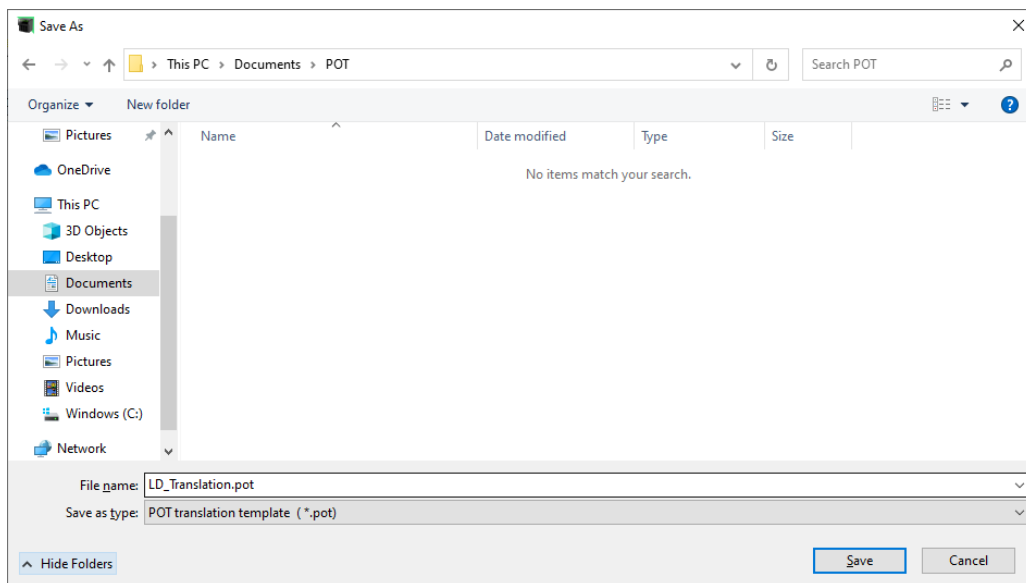 Save As
This PC > Documents > POT
Search POT
Organize
New folder
Name
Date modified
Type
Size
No items match your search.
Pictures
OneDrive
This PC
3D Objects
Desktop
Documents
Downloads
Music
Pictures
Videos
Windows (C:)
Network
File name: LD_Translation.pot
Save as type: POT translation template (*.pot)
Hide Folders
Save
Cancel